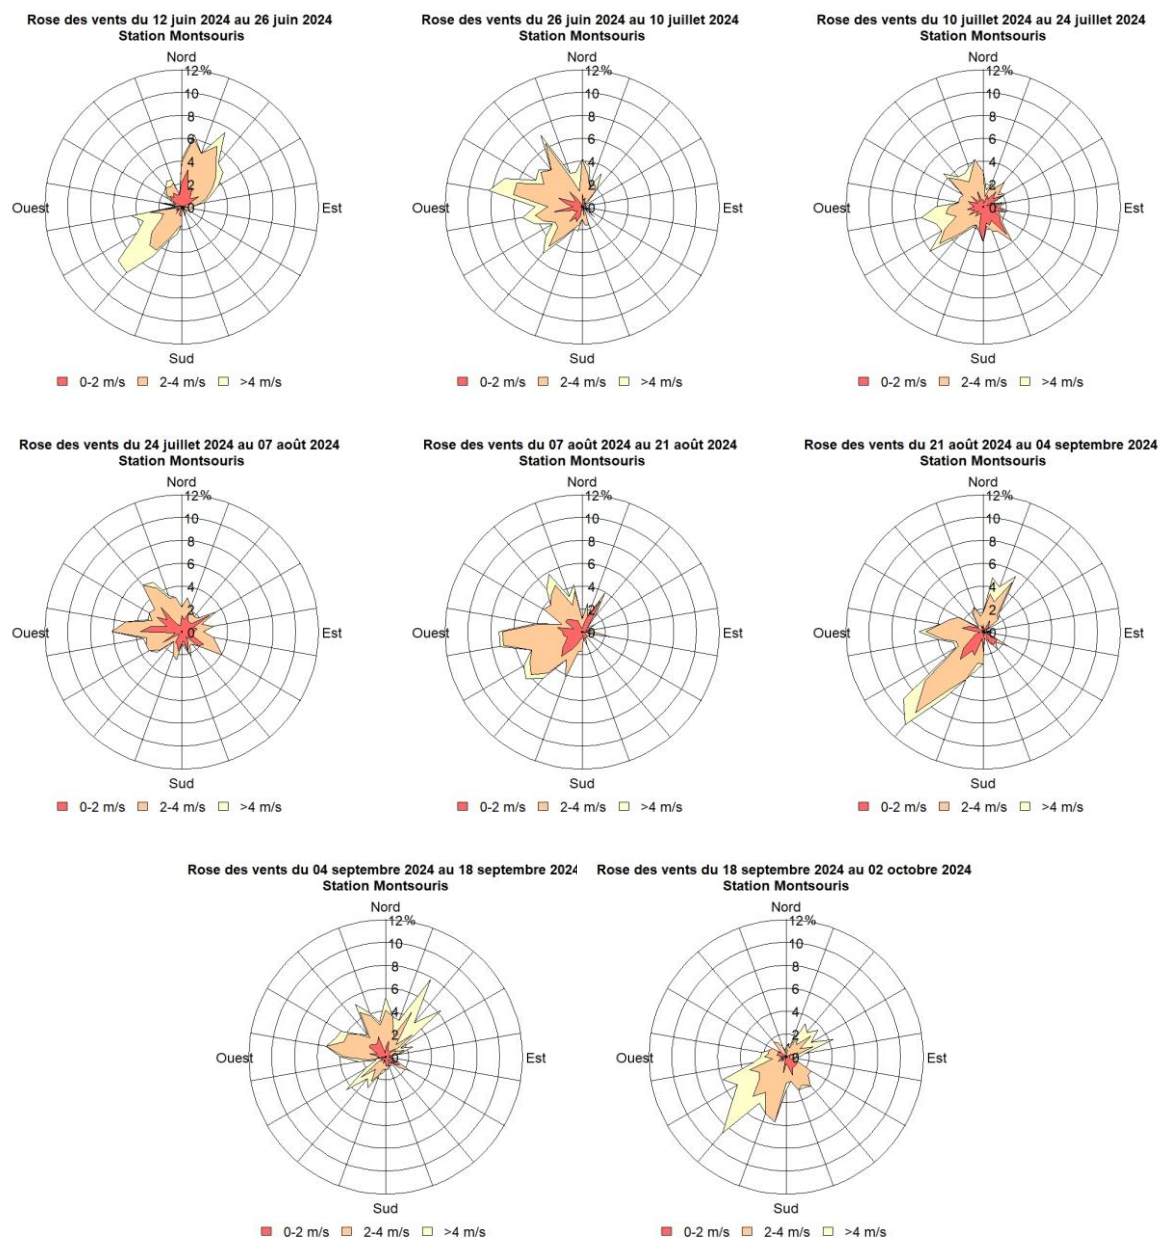 Rose des vents du 12 juin 2024 au 26 juin 2024
Station Montsouris
Nord
12%
10
8
6
4
2
0
Ouest
Est
Sud
0-2 m/s 2-4 m/s >4 m/s
Rose des vents du 26 juin 2024 au 10 juillet 2024
Station Montsouris
Nord
12%
10
8
6
4
2
0
Ouest
Est
Sud
0-2 m/s 2-4 m/s >4 m/s
Rose des vents du 10 juillet 2024 au 24 juillet 2024
Station Montsouris
Nord
12%
10
8
6
4
2
0
Ouest
Est
Sud
0-2 m/s 2-4 m/s >4 m/s
Rose des vents du 24 juillet 2024 au 07 août 2024
Station Montsouris
Nord
12%
10
8
6
4
2
0
Ouest
Est
Sud
0-2 m/s 2-4 m/s >4 m/s
Rose des vents du 07 août 2024 au 21 août 2024
Station Montsouris
Nord
12%
10
8
6
4
2
0
Ouest
Est
Sud
0-2 m/s 2-4 m/s >4 m/s
Rose des vents du 21 août 2024 au 04 septembre 2024
Station Montsouris
Nord
12%
10
8
6
4
2
0
Ouest
Est
Sud
0-2 m/s 2-4 m/s >4 m/s
Rose des vents du 04 septembre 2024 au 18 septembre 2024
Station Montsouris
Nord
12%
10
8
6
4
2
0
Ouest
Est
Sud
0-2 m/s 2-4 m/s >4 m/s
Rose des vents du 18 septembre 2024 au 02 octobre 2024
Station Montsouris
Nord
12%
10
8
6
4
2
0
Ouest
Est
Sud
0-2 m/s 2-4 m/s >4 m/s